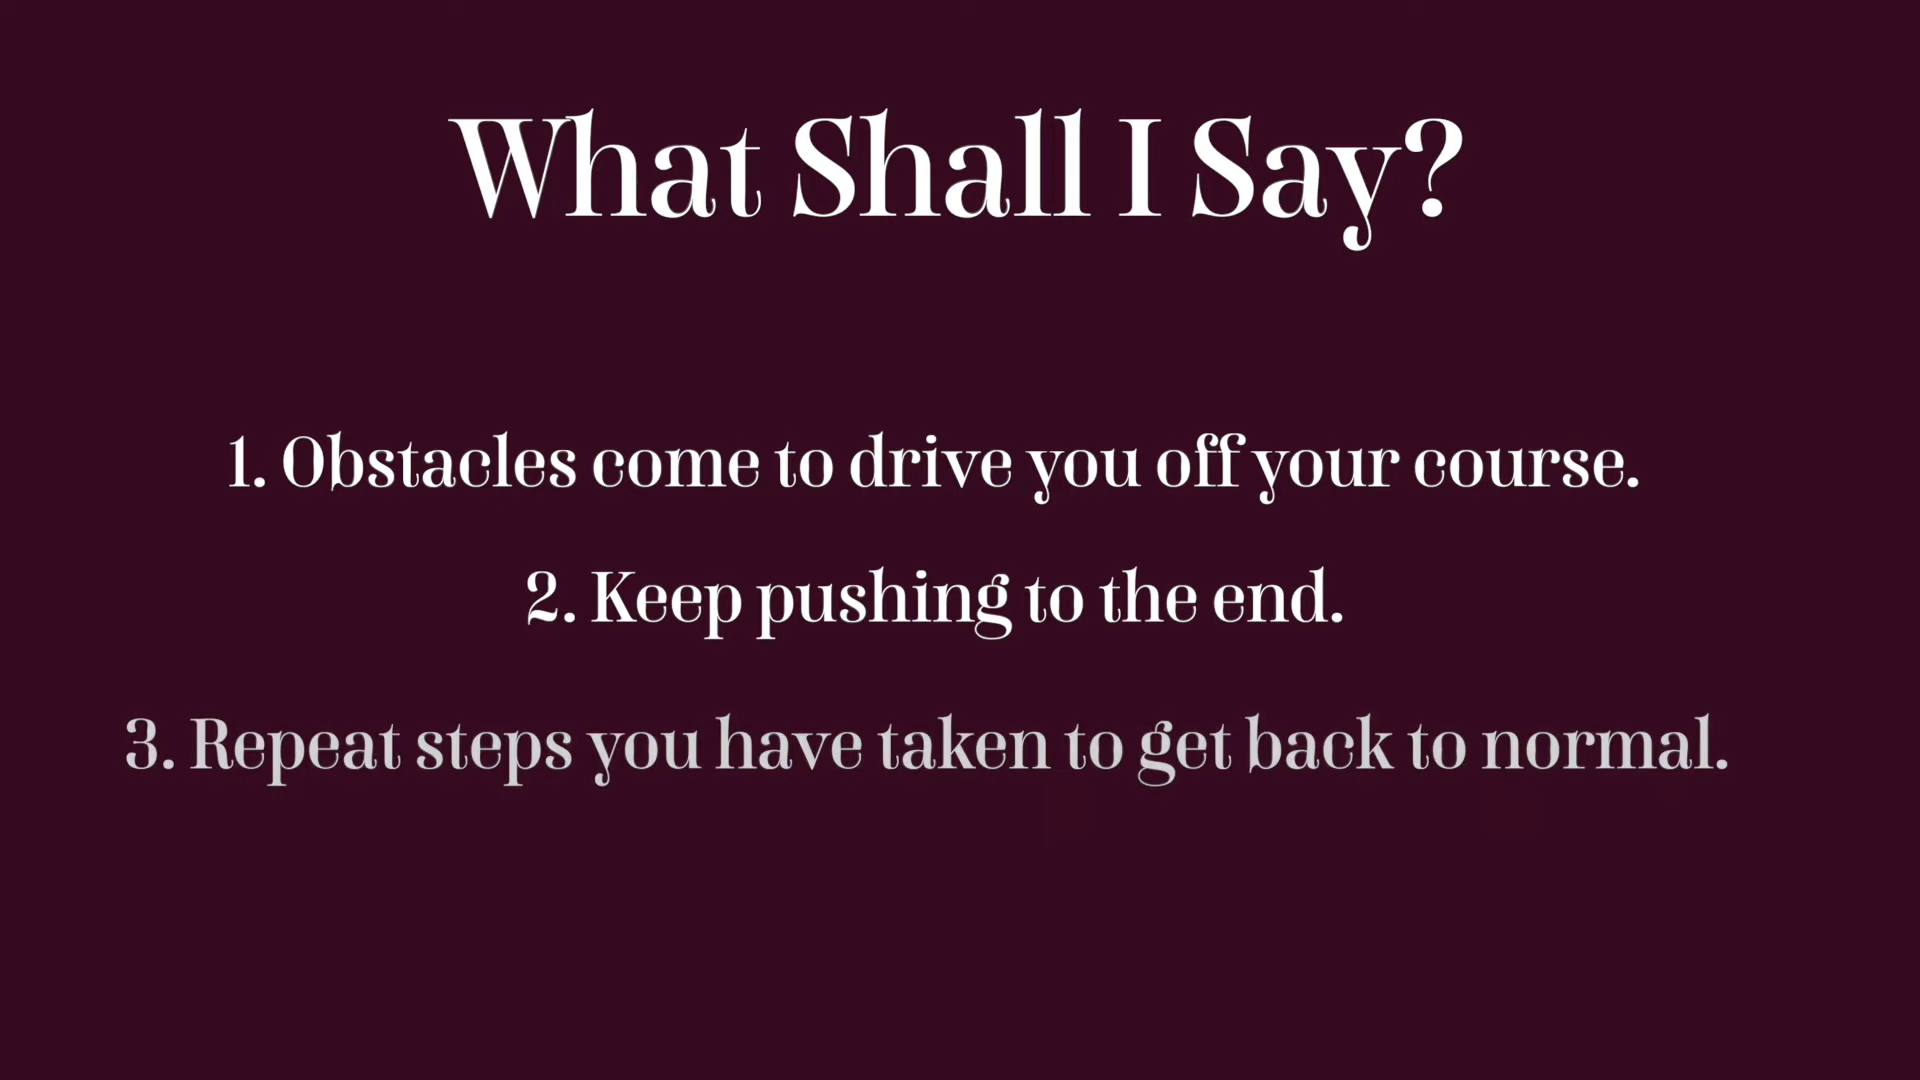 What Shall I Say?
1. Obstacles come to drive you off your course.
2. Keep pushing to the end.
3. Repeat steps you have taken to get back to normal.